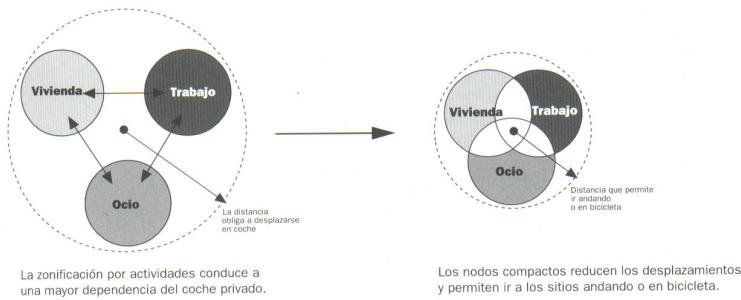 Vivienda
Trabajo
Ocio
La distancia
obliga a desplazarse
en coche
La zonificación por actividades conduce a
una mayor dependencia del coche privado.
Vivienda
Trabajo
Ocio
Distancia que permite
ir andando
o en bicicleta
Los nodos compactos reducen los desplazamientos
y permiten ir a los sitios andando o en bicicleta.